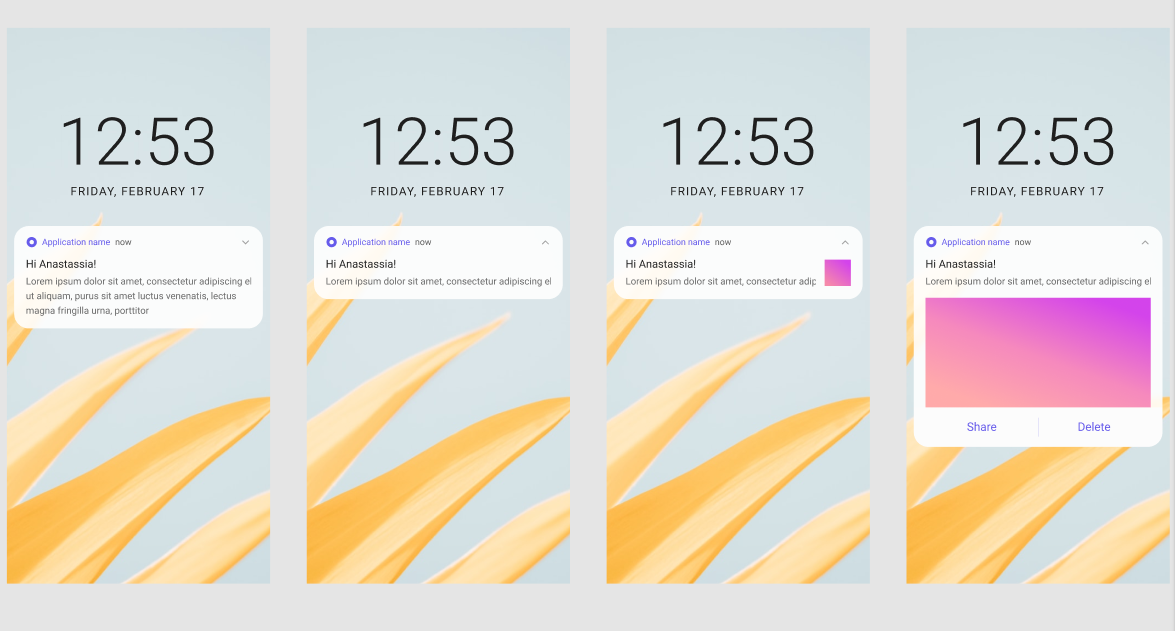 12:53
FRIDAY, FEBRUARY 17
Application name now
Hi Anastassia!
Lorem ipsum dolor sit amet, consectetur adipiscing el
ut aliquam, purus sit amet luctus venenatis, lectus
magna fringilla urna, porttitor
12:53
FRIDAY, FEBRUARY 17
Application name now
Hi Anastassia!
Lorem ipsum dolor sit amet, consectetur adipiscing el
12:53
FRIDAY, FEBRUARY 17
Application name now
Hi Anastassia!
Lorem ipsum dolor sit amet, consectetur adip
12:53
FRIDAY, FEBRUARY 17
Application name now
Hi Anastassia!
Lorem ipsum dolor sit amet, consectetur adipiscing el
Share Delete